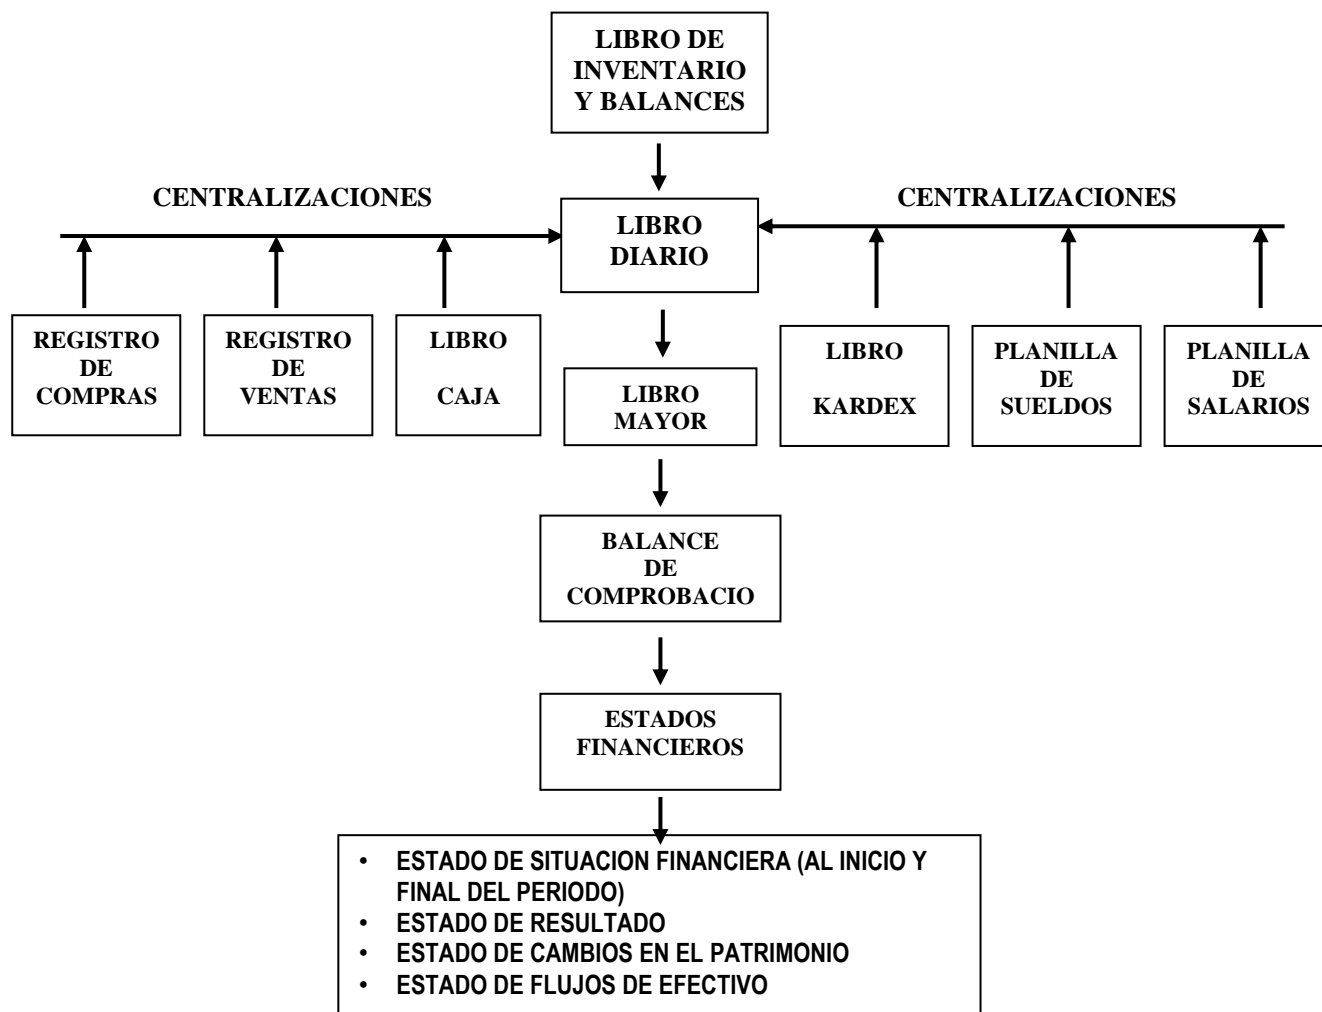 LIBRO DE
INVENTARIO
Y BALANCES
CENTRALIZACIONES
CENTRALIZACIONES
LIBRO
DIARIO
REGISTRO
DE
COMPRAS
REGISTRO
DE
VENTAS
LIBRO
CAJA
LIBRO
MAYOR
LIBRO
KARDEX
PLANILLA
DE
SUELDOS
PLANILLA
DE
SALARIOS
BALANCE
DE
COMPROBACIO
ESTADOS
FINANCIEROS
• ESTADO DE SITUACION FINANCIERA (AL INICIO Y
FINAL DEL PERIODO)
• ESTADO DE RESULTADO
• ESTADO DE CAMBIOS EN EL PATRIMONIO
• ESTADO DE FLUJOS DE EFECTIVO